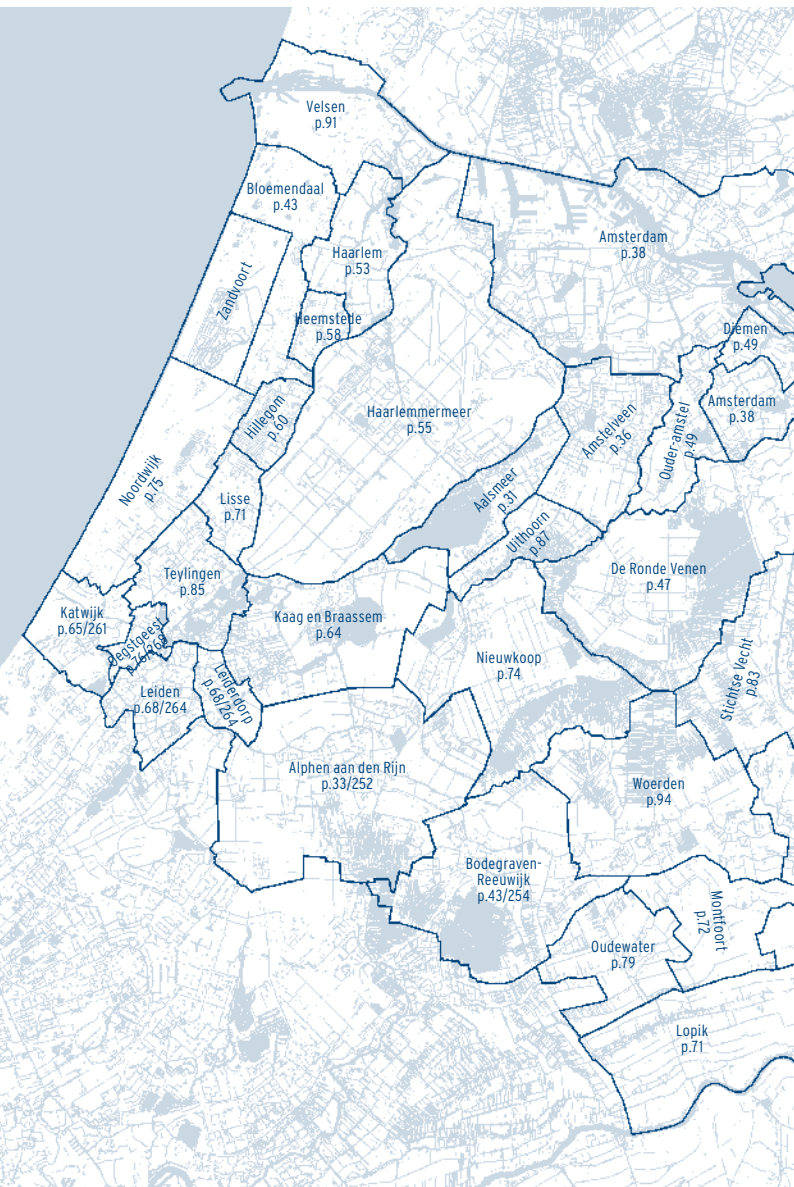 Velsen
p.91
Bloemendaal
p.43
Haarlem
p.53
Amsterdam
p.38
Zandvoort
Heemstede
p.58
Diemen
p.49
Amsterdam
p.38
Hillegom
p.60
Haarlemmermeer
p.55
Amstelveen
p.36
Ouder-amstel
p.49
Noordwijk
p.75
Lisse
p.71
Aalsmeer
p.31
Uithoorn
p.87
Teylingen
p.85
De Ronde Venen
p.47
Katwijk
p.65/261
Kaag en Braassem
p.64
Oegstgeest
p.76/268
Nieuwkoop
p.74
Stichtse Vecht
p.83
Leiden
p.68/264
Leiderdorp
p.68/264
Alphen aan den Rijn
p.33/252
Woerden
p.94
Bodegraven-
Reeuwijk
p.43/254
Montfoort
p.72
Oudewater
p.79
Lopik
p.71